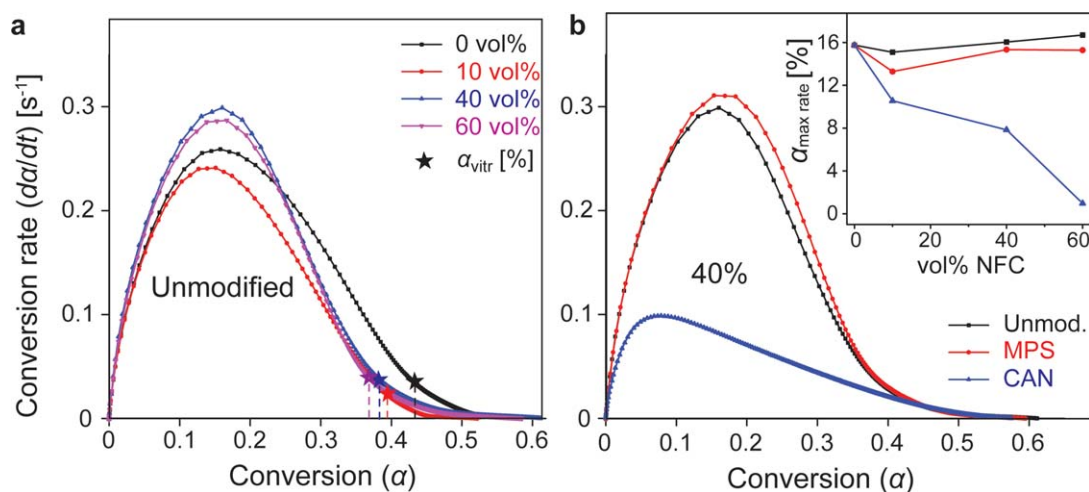 a
Conversion rate (dα/dt) [s⁻¹]
0.3
0.2
0.1
0
0 vol%
10 vol%
40 vol%
60 vol%
αvitr [%]
Unmodified
0
0.1
0.2
0.3
0.4
0.5
0.6
Conversion (α)
b
0.3
0.2
0.1
0
40%
αmax rate [%]
16
12
8
4
0
0
20
40
60
vol% NFC
Unmod.
MPS
CAN
0
0.1
0.2
0.3
0.4
0.5
0.6
Conversion (α)